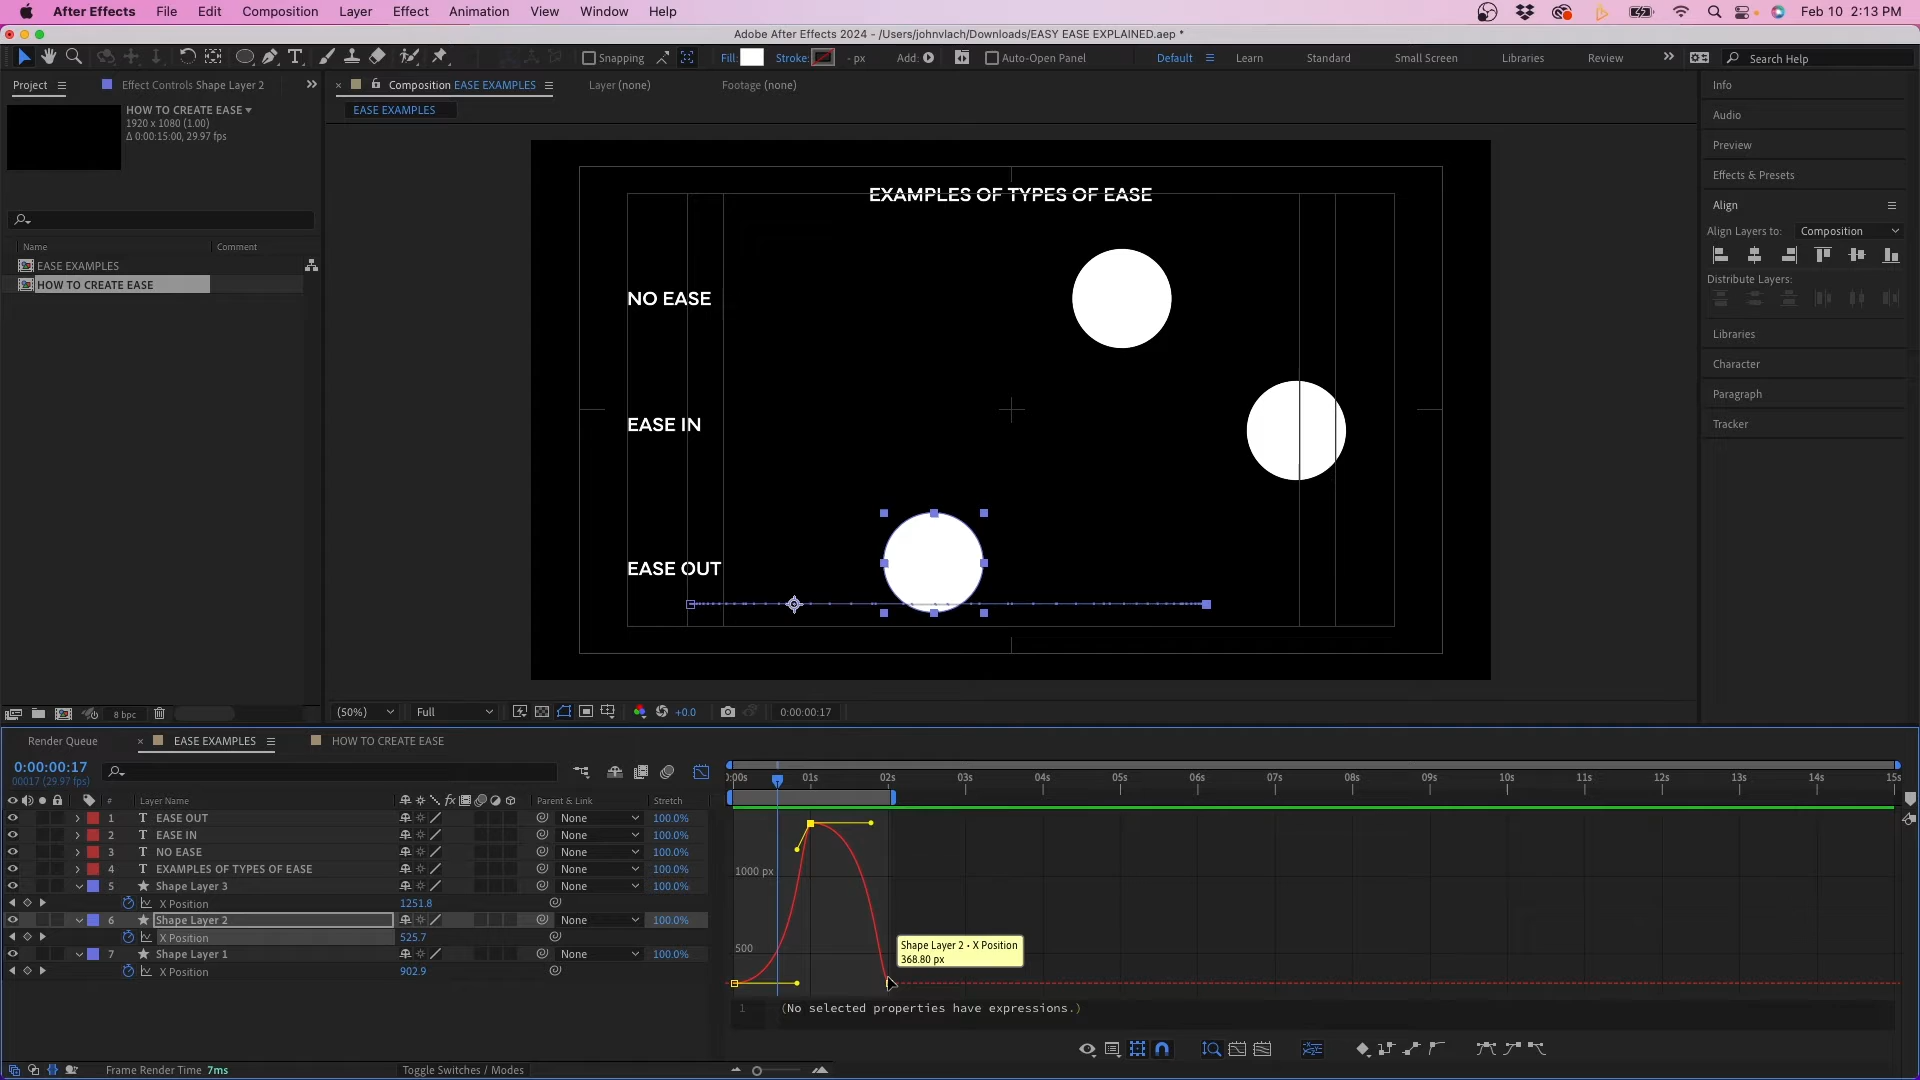 After Effects File Edit Composition Layer Effect Animation View Window Help Feb 10 2:13 PM
Adobe After Effects 2024 - /Users/johnvlach/Downloads/EASY EASE EXPLAINED.aep *
Snapping Fill: Stroke: - px Add: Auto-Open Panel Default Learn Standard Small Screen Libraries Review Search Help
Project Effect Controls Shape Layer 2 Composition EASE EXAMPLES Layer (none) Footage (none)
Info
HOW TO CREATE EASE
1920 x 1080 (1.00)
Δ 0:00:15:00, 29.97 fps
EASE EXAMPLES
Audio
Preview
Effects & Presets
Align
Align Layers to: Composition
Distribute Layers:
Libraries
Character
Paragraph
Tracker
Name Comment
EASE EXAMPLES
HOW TO CREATE EASE
EXAMPLES OF TYPES OF EASE
NO EASE
EASE IN
EASE OUT
8 bpc (50%) Full +0.0 0:00:00:17
Render Queue EASE EXAMPLES HOW TO CREATE EASE
0:00:00:17
00017 (29.97 fps)
:00s 01s 02s 03s 04s 05s 06s 07s 08s 09s 10s 11s 12s 13s 14s 15s
# Layer Name fx Parent & Link Stretch
1 T EASE OUT None 100.0%
2 T EASE IN None 100.0%
3 T NO EASE None 100.0%
4 T EXAMPLES OF TYPES OF EASE None 100.0%
5 Shape Layer 3 None 100.0%
X Position 1251.8
6 Shape Layer 2 None 100.0%
X Position 525.7
7 Shape Layer 1 None 100.0%
X Position 902.9
1000 px
500
Shape Layer 2 • X Position
368.80 px
1 (No selected properties have expressions.)
Frame Render Time 7ms Toggle Switches / Modes